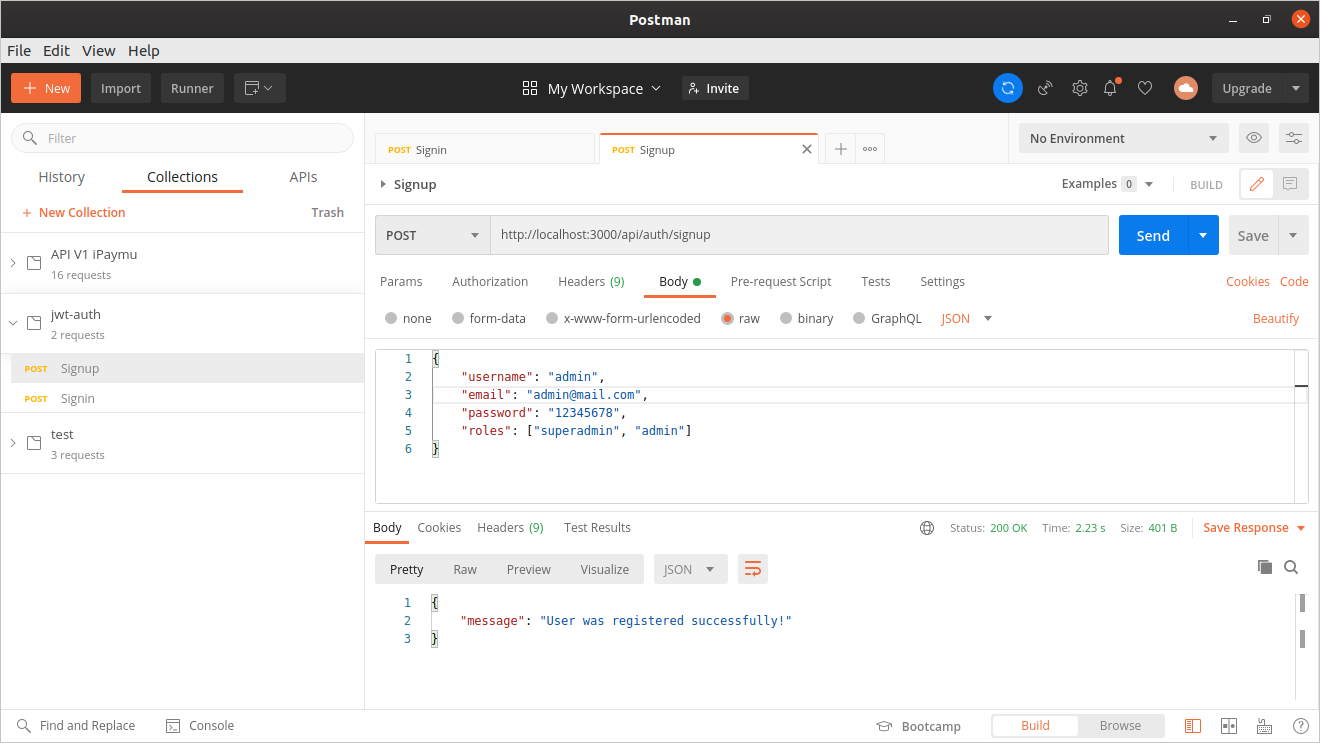 Postman
File Edit View Help
New Import Runner My Workspace Invite Upgrade
Filter
History Collections APIs
New Collection Trash
API V1 iPaymu
16 requests
jwt-auth
2 requests
POST Signup
POST Signin
test
3 requests
POST Signin POST Signup No Environment
Signup Examples 0 BUILD
POST http://localhost:3000/api/auth/signup Send Save
Params Authorization Headers (9) Body Pre-request Script Tests Settings Cookies Code
none form-data x-www-form-urlencoded raw binary GraphQL JSON Beautify
1 {
2 "username": "admin",
3 "email": "admin@mail.com",
4 "password": "12345678",
5 "roles": ["superadmin", "admin"]
6 }
Body Cookies Headers (9) Test Results Status: 200 OK Time: 2.23 s Size: 401 B Save Response
Pretty Raw Preview Visualize JSON
1 {
2 "message": "User was registered successfully!"
3 }
Find and Replace Console Bootcamp Build Browse